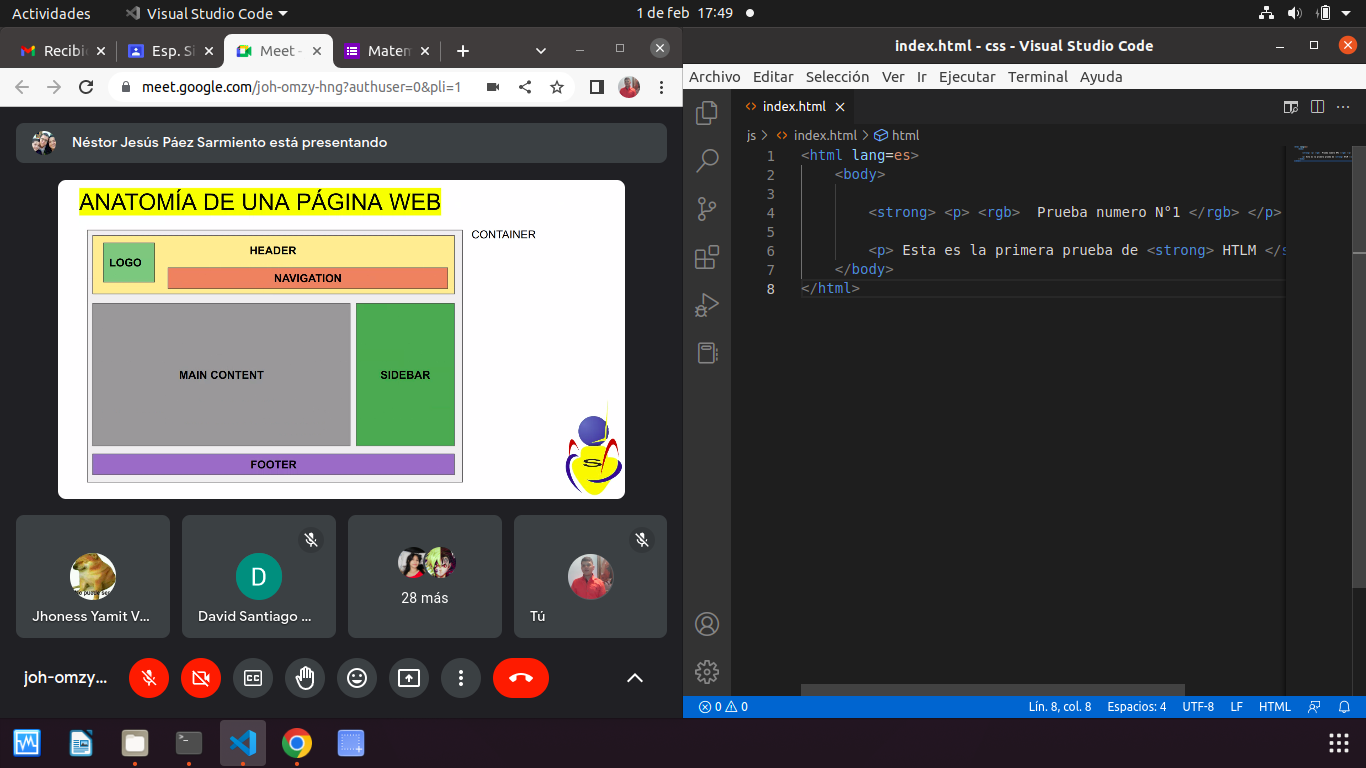 Actividades
Visual Studio Code
1 de feb 17:49
Recibi
Esp. Si
Meet -
Matem
meet.google.com/joh-omzy-hng?authuser=0&pli=1
Néstor Jesús Páez Sarmiento está presentando
ANATOMÍA DE UNA PÁGINA WEB
CONTAINER
HEADER
LOGO
NAVIGATION
MAIN CONTENT
SIDEBAR
FOOTER
Jhoness Yamit V...
D
David Santiago ...
28 más
Tú
joh-omzy...
index.html - css - Visual Studio Code
Archivo Editar Selección Ver Ir Ejecutar Terminal Ayuda
index.html
js > index.html > html
1 <html lang=es>
2 <body>
3
4 <strong> <p> <rgb> Prueba numero N°1 </rgb> </p>
5
6 <p> Esta es la primera prueba de <strong> HTLM </s
7 </body>
8 </html>
0 0
Lín. 8, col. 8 Espacios: 4 UTF-8 LF HTML